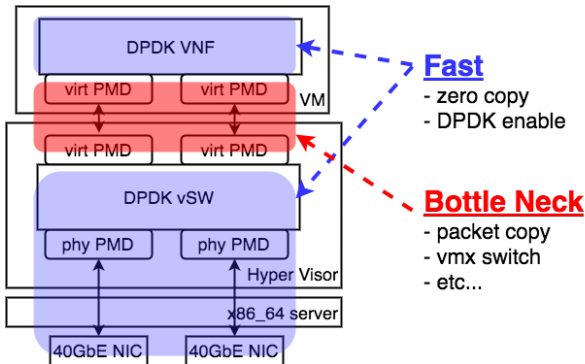 DPDK VNF
virt PMD
virt PMD
VM
virt PMD
virt PMD
DPDK vSW
phy PMD
phy PMD
Hyper Visor
x86_64 server
40GbE NIC
40GbE NIC
Fast
- zero copy
- DPDK enable
Bottle Neck
- packet copy
- vmx switch
- etc...